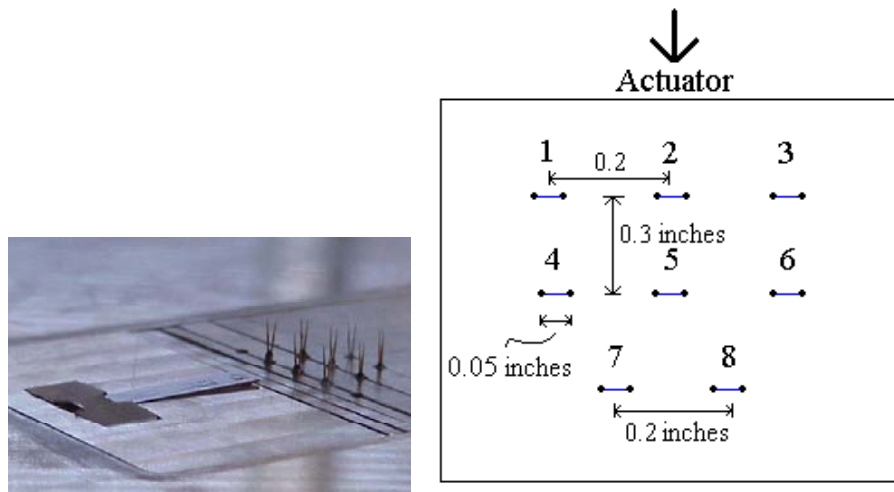 Actuator
1 2 3
0.2
0.3 inches
4 5 6
0.05 inches
7 8
0.2 inches